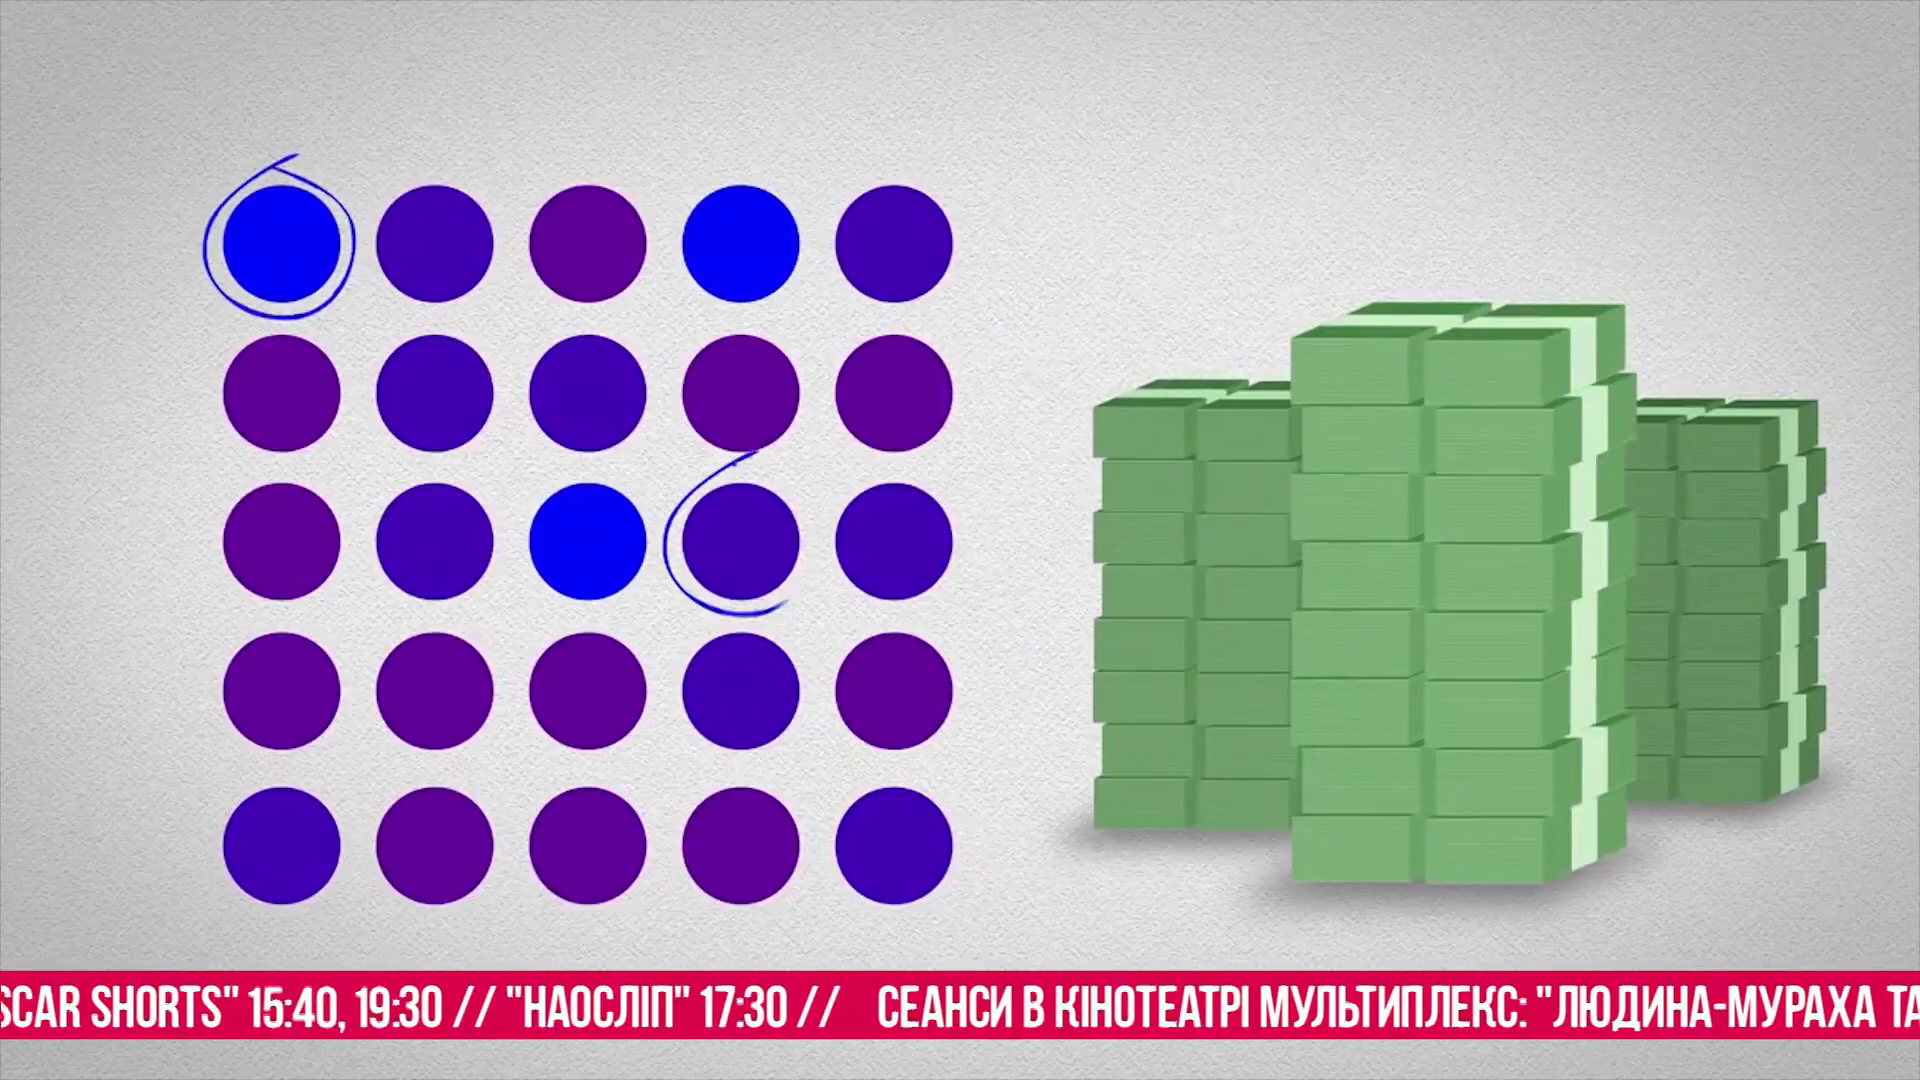 SCAR SHORTS" 15:40, 19:30 // "НАОСЛІП" 17:30 // СЕАНСИ В КІНОТЕАТРІ МУЛЬТИПЛЕКС: "ЛЮДИНА-МУРАХА ТА